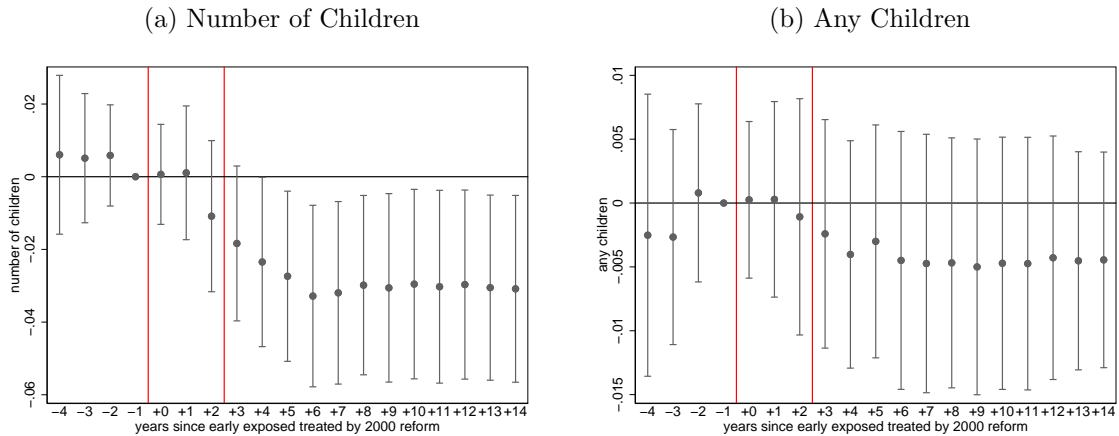 (a) Number of Children
number of children
.02
0
-.02
-.04
-.06
−4 −3 −2 −1 +0 +1 +2 +3 +4 +5 +6 +7 +8 +9 +10 +11 +12 +13 +14
years since early exposed treated by 2000 reform
(b) Any Children
any children
.01
.005
0
-.005
-.01
-.015
−4 −3 −2 −1 +0 +1 +2 +3 +4 +5 +6 +7 +8 +9 +10 +11 +12 +13 +14
years since early exposed treated by 2000 reform